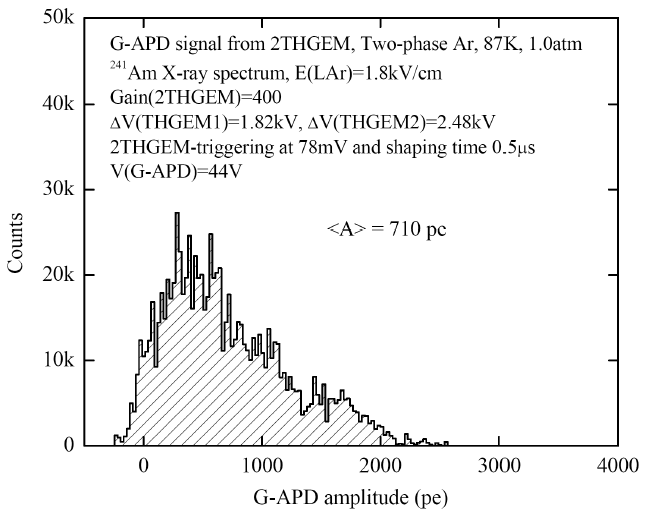 50k
40k
30k
20k
10k
0
Counts
G-APD signal from 2THGEM, Two-phase Ar, 87K, 1.0atm
²⁴¹Am X-ray spectrum, E(LAr)=1.8kV/cm
Gain(2THGEM)=400
ΔV(THGEM1)=1.82kV, ΔV(THGEM2)=2.48kV
2THGEM-triggering at 78mV and shaping time 0.5μs
V(G-APD)=44V
<A> = 710 pc
0 1000 2000 3000 4000
G-APD amplitude (pe)